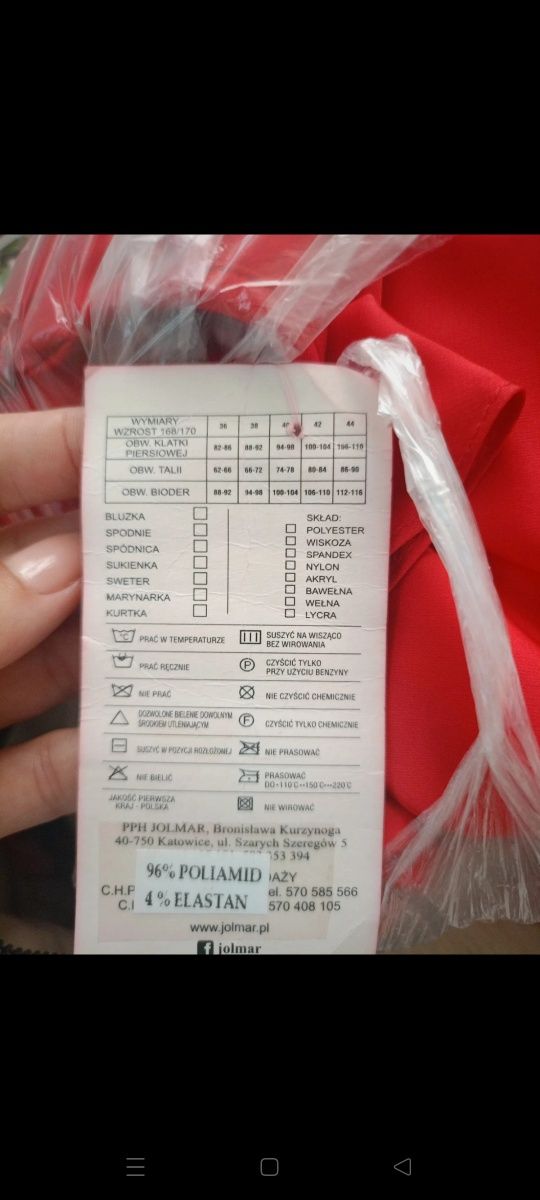 WYMIARY
WZROST 168/170 36 38 40 42 44
OBW. KLATKI
PIERSIOWEJ 82-86 88-92 94-98 100-104 106-110
OBW. TALII 62-66 66-72 74-78 80-84 86-90
OBW. BIODER 88-92 94-98 100-104 106-110 112-116
BLUZKA
SPODNIE
SPÓDNICA
SUKIENKA
SWETER
MARYNARKA
KURTKA
SKŁAD:
POLYESTER
WISKOZA
SPANDEX
NYLON
AKRYL
BAWEŁNA
WEŁNA
LYCRA
PRAĆ W TEMPERATURZE
SUSZYĆ NA WISZĄCO
BEZ WIROWANIA
PRAĆ RĘCZNIE
P CZYŚCIĆ TYLKO
PRZY UŻYCIU BENZYNY
NIE PRAĆ
NIE CZYŚCIĆ CHEMICZNIE
DOZWOLONE BIELENIE DOWOLNYM
ŚRODKIEM UTLENIAJĄCYM
F CZYŚCIĆ TYLKO CHEMICZNIE
SUSZYĆ W POZYCJI ROZŁOŻONEJ
NIE PRASOWAĆ
NIE BIELIĆ
PRASOWAĆ
DO •110°C ••150°C •••220°C
JAKOŚĆ PIERWSZA
KRAJ - POLSKA
NIE WIROWAĆ
PPH JOLMAR, Bronisława Kurzynoga
40-750 Katowice, ul. Szarych Szeregów 5
353 394
96% POLIAMID
4% ELASTAN
C.H.P el. 570 585 566
570 408 105
www.jolmar.pl
f jolmar